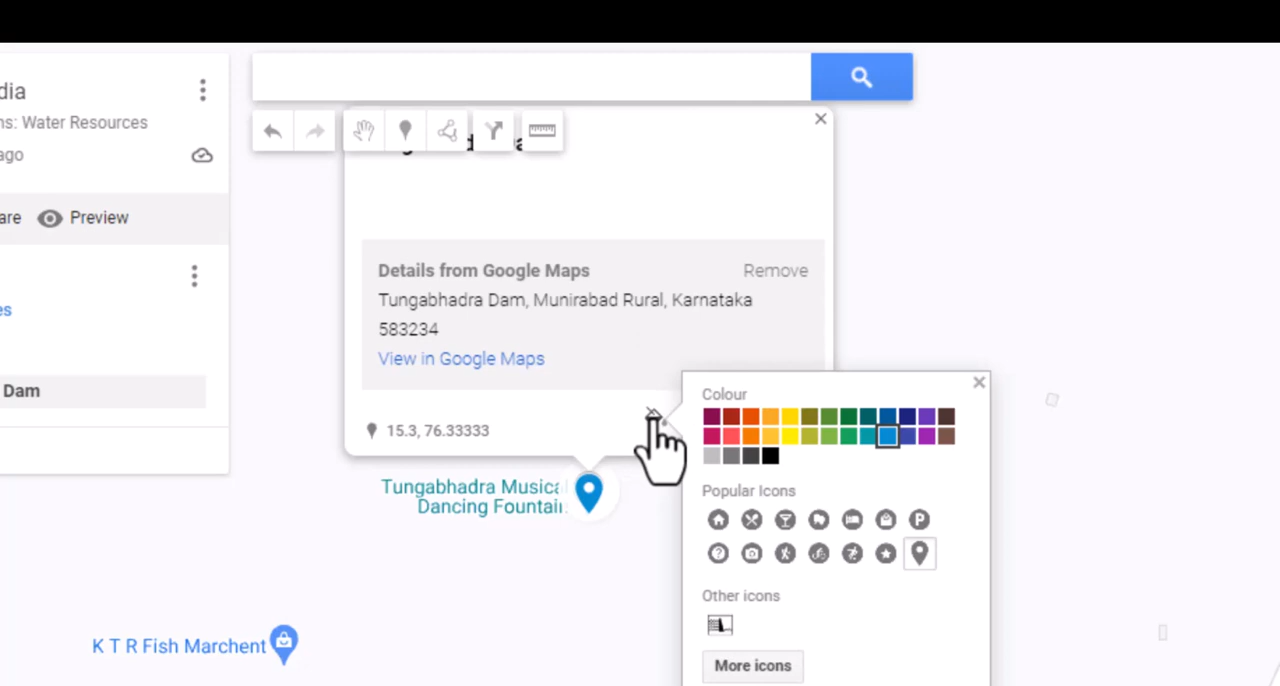 dia
ns: Water Resources
ago
are
Preview
es
Dam
Details from Google Maps
Remove
Tungabhadra Dam, Munirabad Rural, Karnataka
583234
View in Google Maps
15.3, 76.33333
Colour
Popular Icons
P
?
Other icons
More icons
Tungabhadra Musical
Dancing Fountain
K T R Fish Marchent